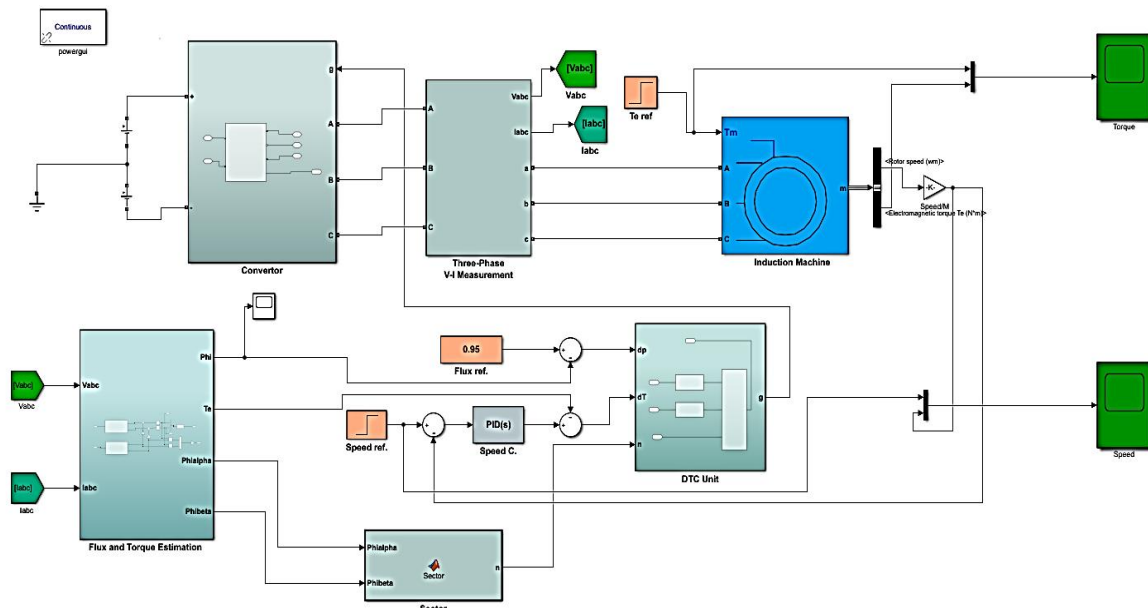 Continuous
powergui
+
-
g
A
B
C
Convertor
A
B
C
Vabc
Iabc
a
b
c
Three-Phase
V-I Measurement
[Vabc]
Vabc
[Iabc]
Iabc
Te ref
Tm
A
B
C
m
Induction Machine
<Rotor speed (wm)>
-K-
Speed/M
<Electromagnetic torque Te (N*m)>
Torque
[Vabc]
Vabc
[Iabc]
Iabc
Vabc
Iabc
Phi
Te
Phialpha
Phibeta
Flux and Torque Estimation
0.95
Flux ref.
+
-
Speed ref.
+
-
PID(s)
Speed C.
+
-
dp
dT
n
g
DTC Unit
Speed
Phialpha
Phibeta
Sector
n
Sector